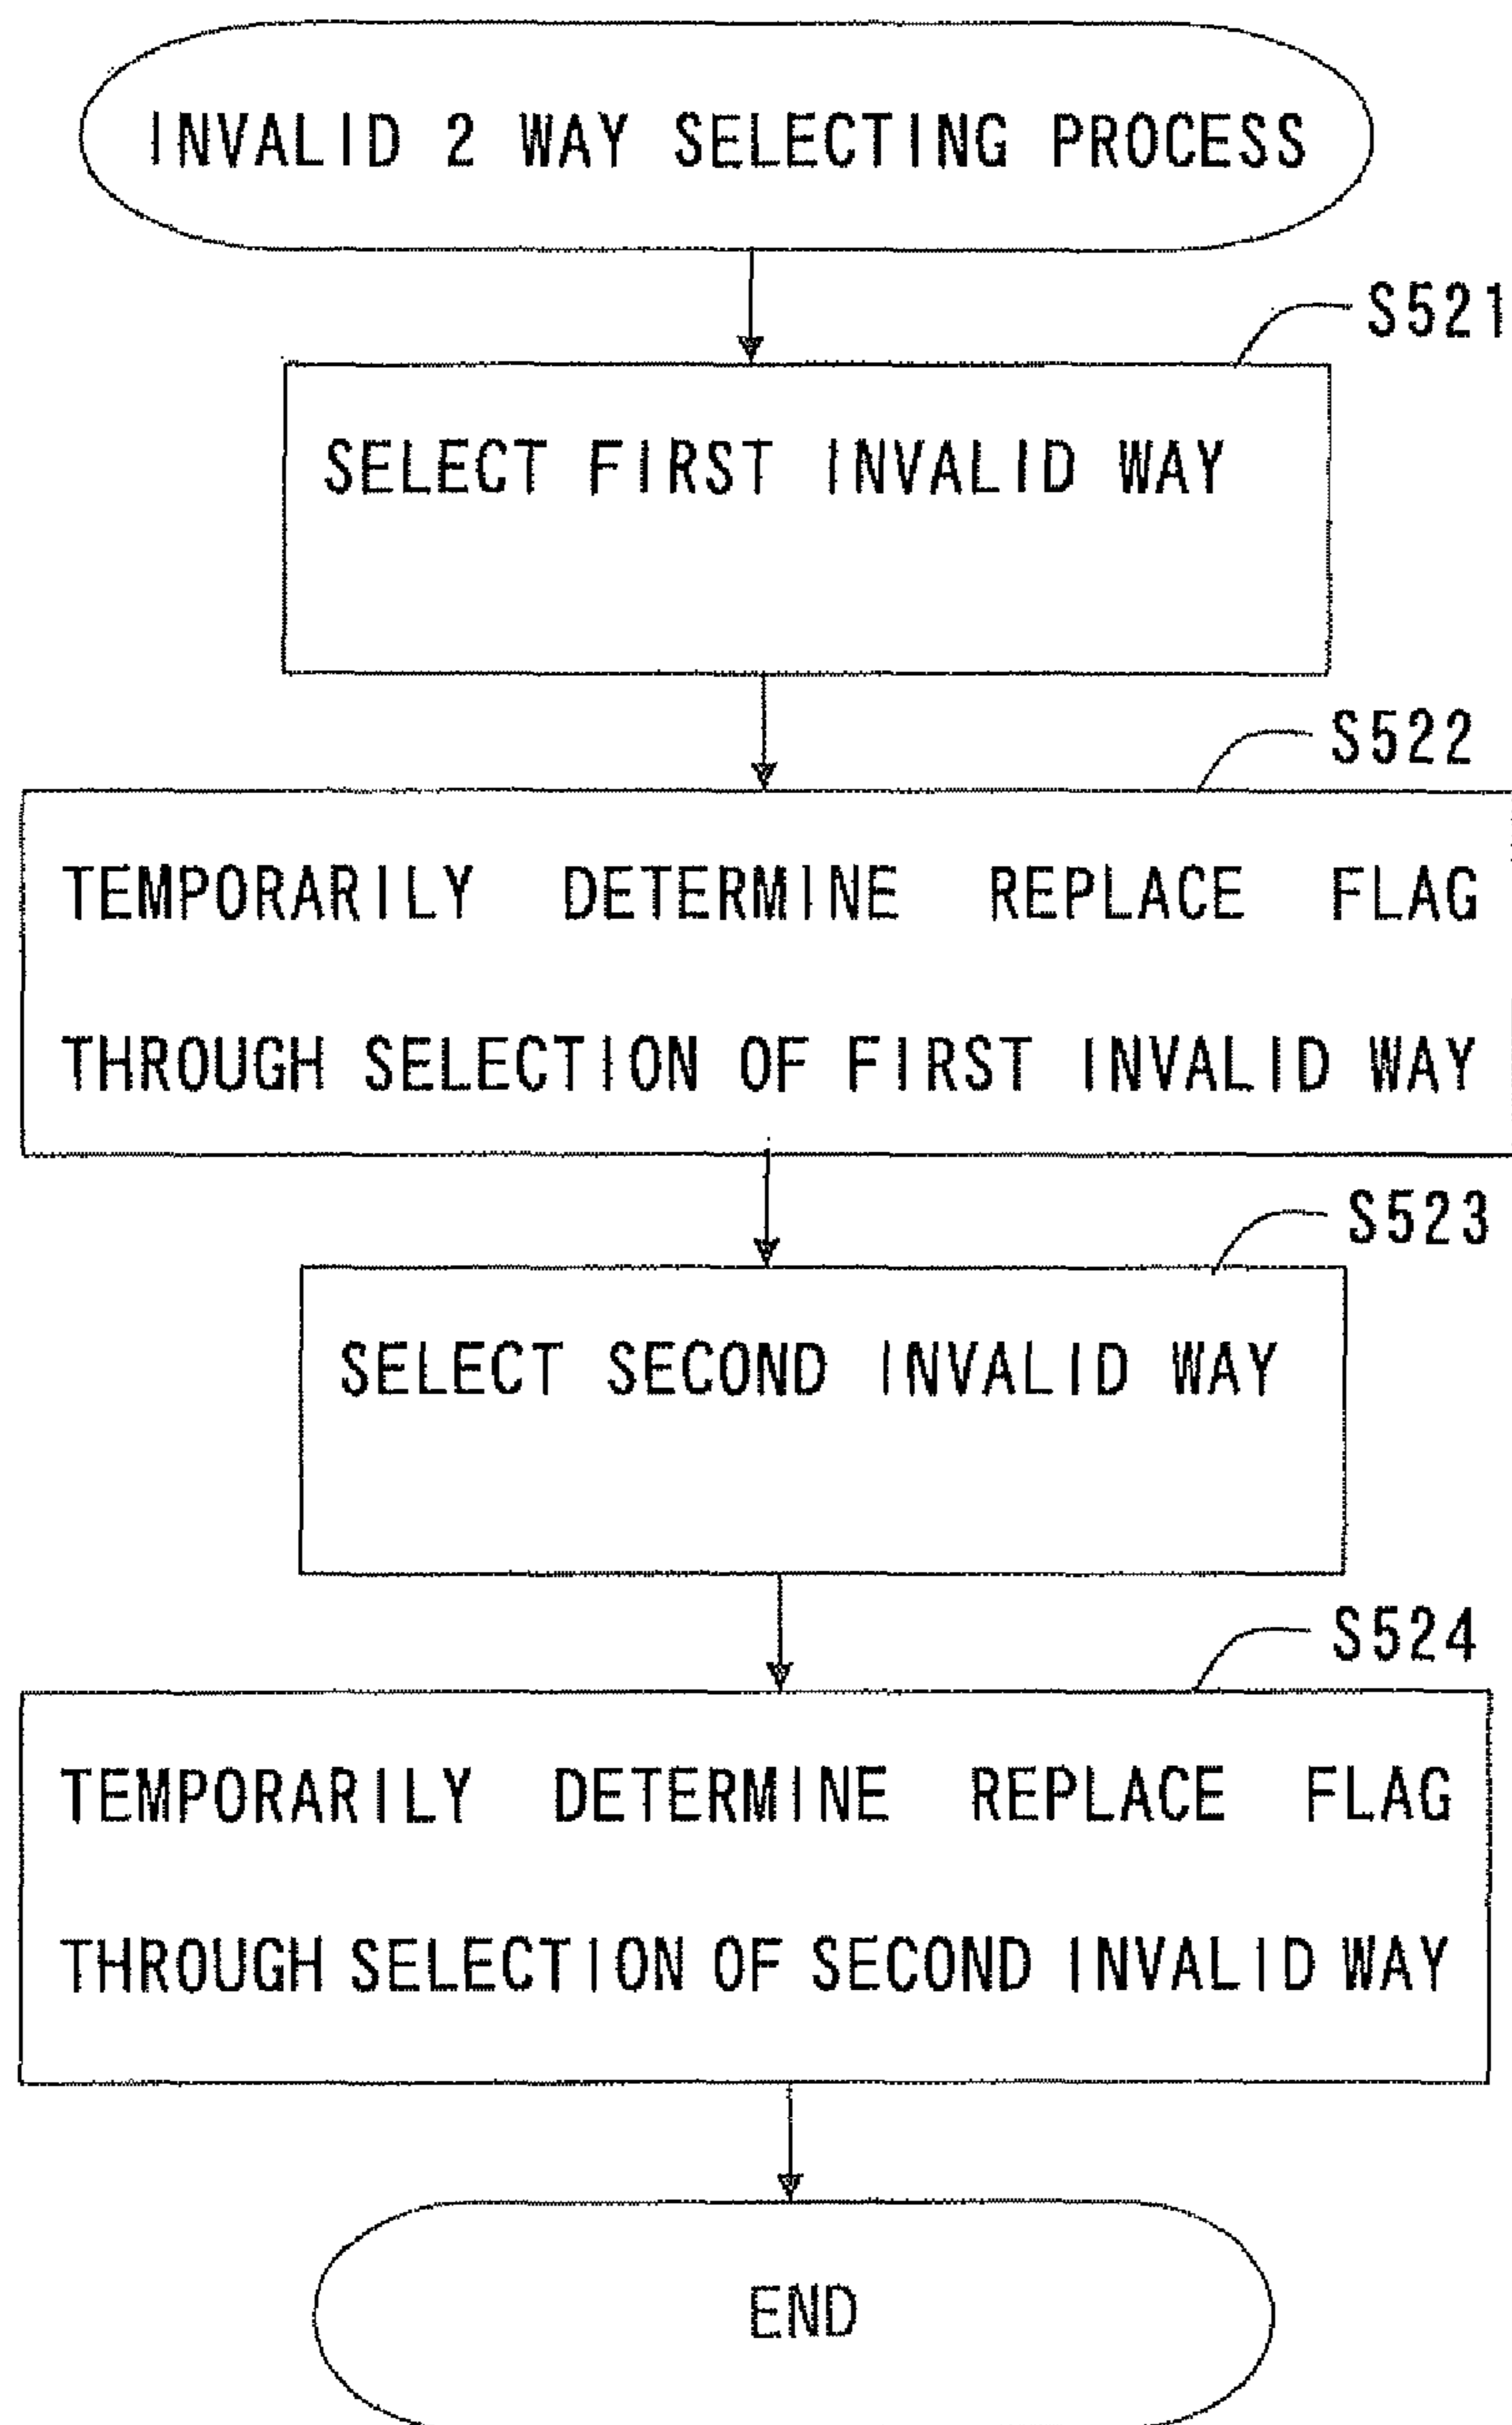 INVALID 2 WAY SELECTING PROCESS
S521
SELECT FIRST INVALID WAY
S522
TEMPORARILY DETERMINE REPLACE FLAG
THROUGH SELECTION OF FIRST INVALID WAY
S523
SELECT SECOND INVALID WAY
S524
TEMPORARILY DETERMINE REPLACE FLAG
THROUGH SELECTION OF SECOND INVALID WAY
END